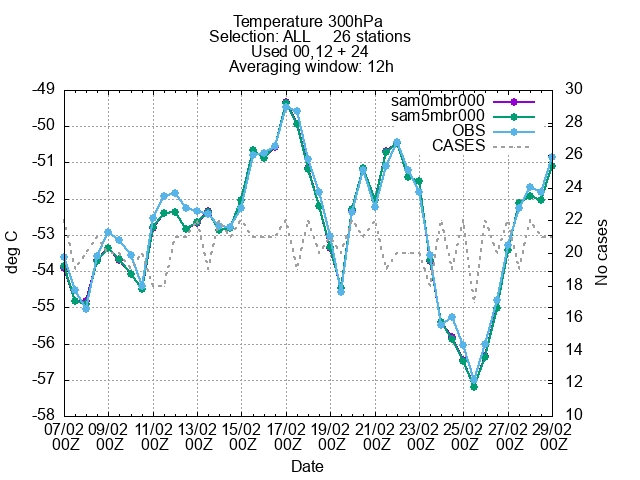 Temperature 300hPa
Selection: ALL 26 stations
Used 00,12 + 24
Averaging window: 12h
sam0mbr000
sam5mbr000
OBS
CASES
-49
-50
-51
-52
-53
-54
-55
-56
-57
-58
deg C
30
28
26
24
22
20
18
16
14
12
10
No cases
07/02 09/02 11/02 13/02 15/02 17/02 19/02 21/02 23/02 25/02 27/02 29/02
00Z 00Z 00Z 00Z 00Z 00Z 00Z 00Z 00Z 00Z 00Z 00Z
Date